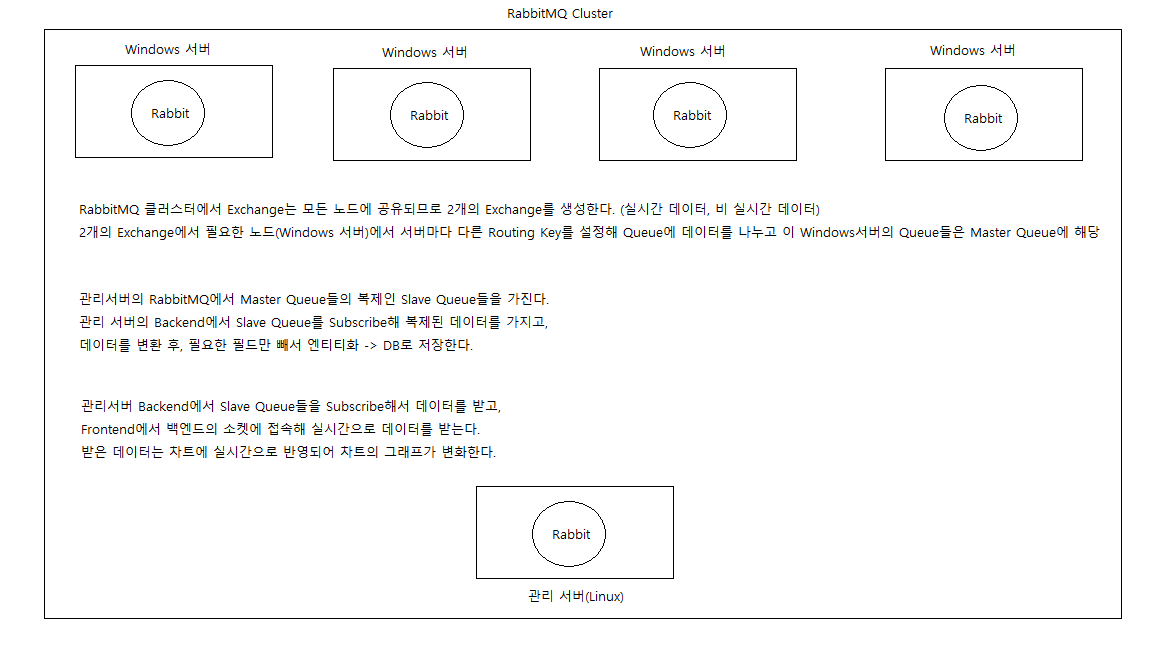 RabbitMQ Cluster
Windows 서버
Windows 서버
Windows 서버
Windows 서버
Rabbit
Rabbit
Rabbit
Rabbit
RabbitMQ 클러스터에서 Exchange는 모든 노드에 공유되므로 2개의 Exchange를 생성한다. (실시간 데이터, 비 실시간 데이터)
2개의 Exchange에서 필요한 노드(Windows 서버)에서 서버마다 다른 Routing Key를 설정해 Queue에 데이터를 나누고 이 Windows서버의 Queue들은 Master Queue에 해당
관리서버의 RabbitMQ에서 Master Queue들의 복제인 Slave Queue들을 가진다.
관리 서버의 Backend에서 Slave Queue를 Subscribe해 복제된 데이터를 가지고,
데이터를 변환 후, 필요한 필드만 빼서 엔티티화 -> DB로 저장한다.
관리서버 Backend에서 Slave Queue들을 Subscribe해서 데이터를 받고,
Frontend에서 백엔드의 소켓에 접속해 실시간으로 데이터를 받는다.
받은 데이터는 차트에 실시간으로 반영되어 차트의 그래프가 변화한다.
Rabbit
관리 서버(Linux)